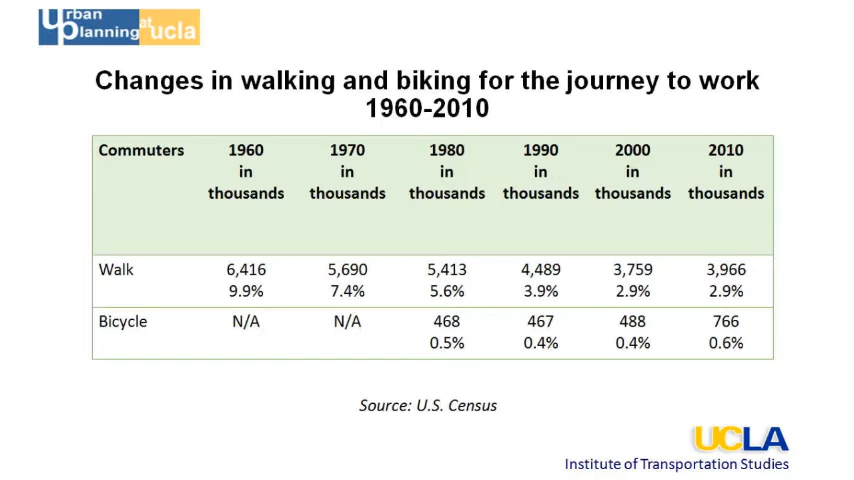 Urban
Planning at ucla
Changes in walking and biking for the journey to work
1960-2010
Commuters 1960 1970 1980 1990 2000 2010
in in in in in in
thousands thousands thousands thousands thousands thousands
Walk 6,416 5,690 5,413 4,489 3,759 3,966
9.9% 7.4% 5.6% 3.9% 2.9% 2.9%
Bicycle N/A N/A 468 467 488 766
0.5% 0.4% 0.4% 0.6%
Source: U.S. Census
UCLA
Institute of Transportation Studies